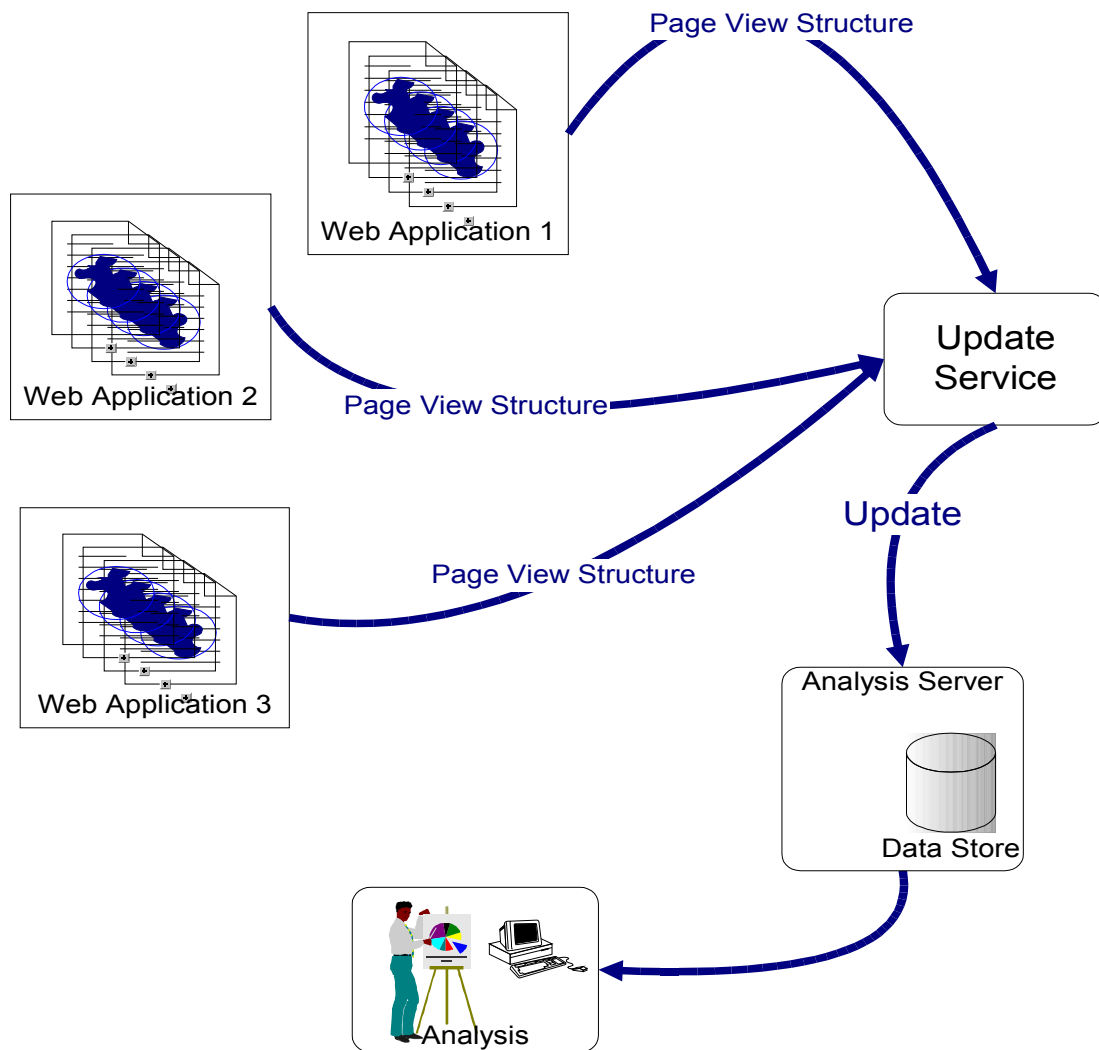 Page View Structure
Web Application 1
Web Application 2
Page View Structure
Update
Service
Update
Page View Structure
Web Application 3
Analysis Server
Data Store
Analysis